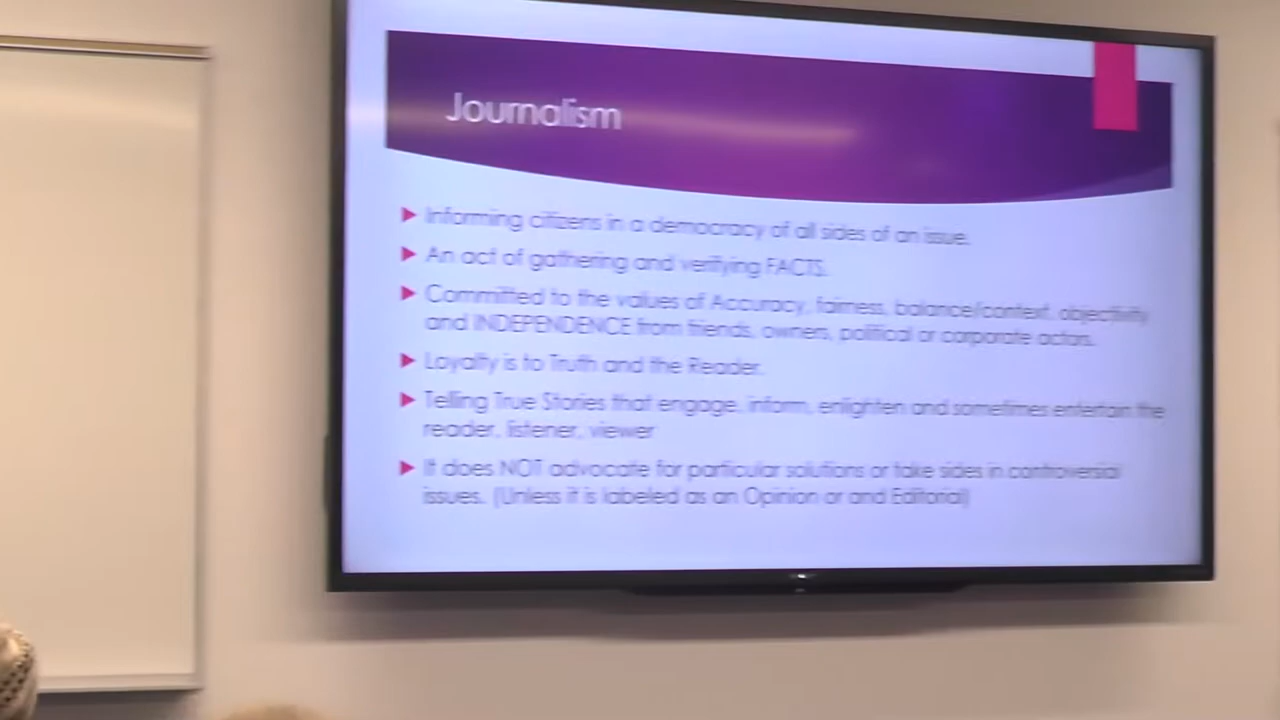 Journalism
Informing citizens in a democracy of all sides of an issue.
An act of gathering and verifying FACTS.
Committed to the values of Accuracy, fairness, balance/context, objectivity
and INDEPENDENCE from friends, owners, political or corporate actors.
Loyalty is to Truth and the Reader.
Telling True Stories that engage, inform, enlighten and sometimes entertain the
reader, listener, viewer
It does NOT advocate for particular solutions or take sides in controversial
issues. (Unless it is labeled as an Opinion or and Editorial)